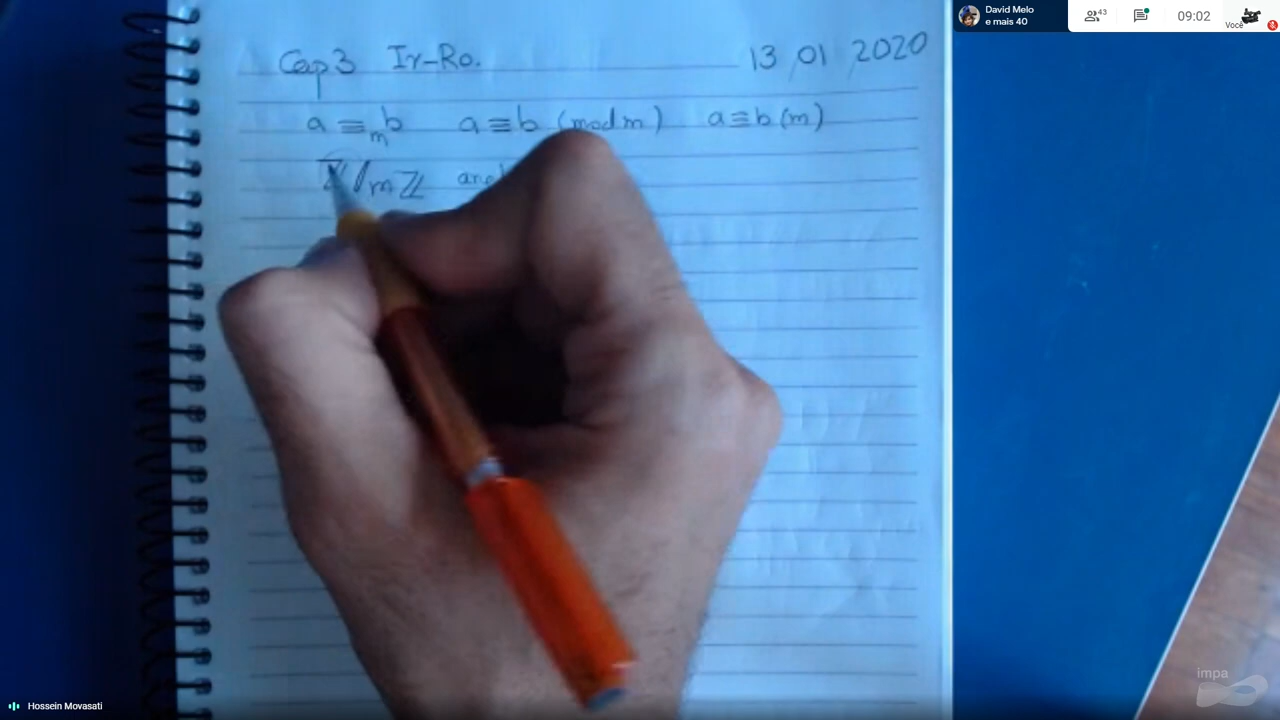 David Melo
e mais 40
43
09:02
Você
Cap 3 Ir-Ro. 13 01 2020
a ≡ₘ b a ≡ b (mod m) a ≡ b (m)
ℤ/mℤ
impa
Hossein Movasati